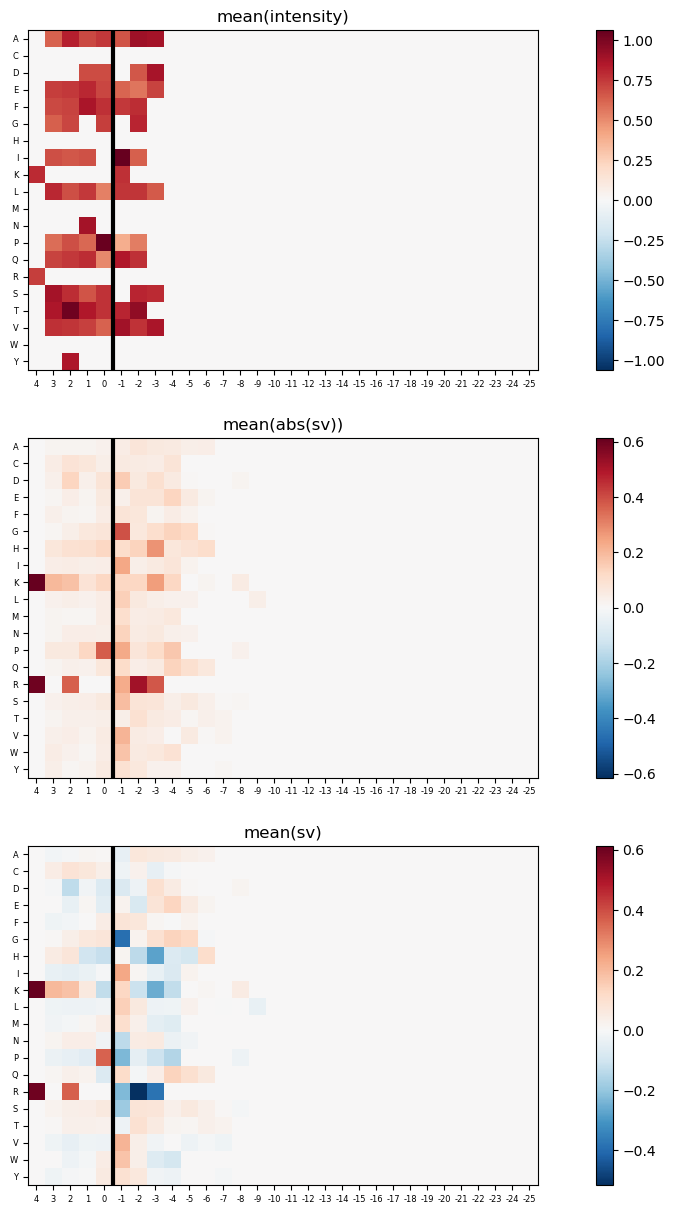 mean(intensity)
A
C
D
E
F
G
H
I
K
L
M
N
P
Q
R
S
T
V
W
Y
4 3 2 1 0 -1 -2 -3 -4 -5 -6 -7 -8 -9 -10 -11 -12 -13 -14 -15 -16 -17 -18 -19 -20 -21 -22 -23 -24 -25
1.00
0.75
0.50
0.25
0.00
−0.25
−0.50
−0.75
−1.00
mean(abs(sv))
A
C
D
E
F
G
H
I
K
L
M
N
P
Q
R
S
T
V
W
Y
4 3 2 1 0 -1 -2 -3 -4 -5 -6 -7 -8 -9 -10 -11 -12 -13 -14 -15 -16 -17 -18 -19 -20 -21 -22 -23 -24 -25
0.6
0.4
0.2
0.0
−0.2
−0.4
−0.6
mean(sv)
A
C
D
E
F
G
H
I
K
L
M
N
P
Q
R
S
T
V
W
Y
4 3 2 1 0 -1 -2 -3 -4 -5 -6 -7 -8 -9 -10 -11 -12 -13 -14 -15 -16 -17 -18 -19 -20 -21 -22 -23 -24 -25
0.6
0.4
0.2
0.0
−0.2
−0.4